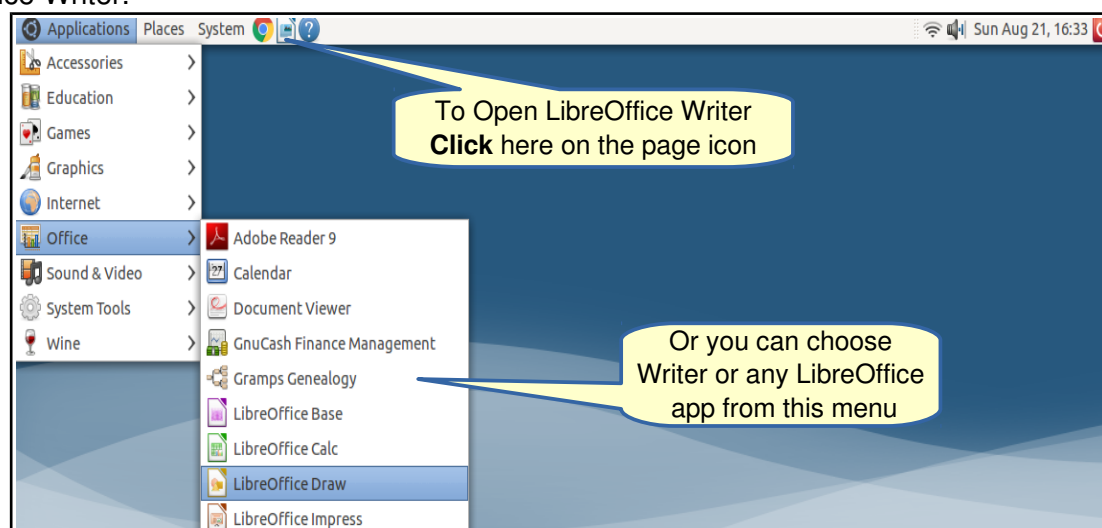 ce Writer.
Applications Places System ? Sun Aug 21, 16:33
Accessories
Education
To Open LibreOffice Writer
Click here on the page icon
Games
Graphics
Internet
Office
Adobe Reader 9
Sound & Video
27 Calendar
System Tools
Document Viewer
Wine
GnuCash Finance Management
Or you can choose
Writer or any LibreOffice
app from this menu
Gramps Genealogy
LibreOffice Base
LibreOffice Calc
LibreOffice Draw
LibreOffice Impress